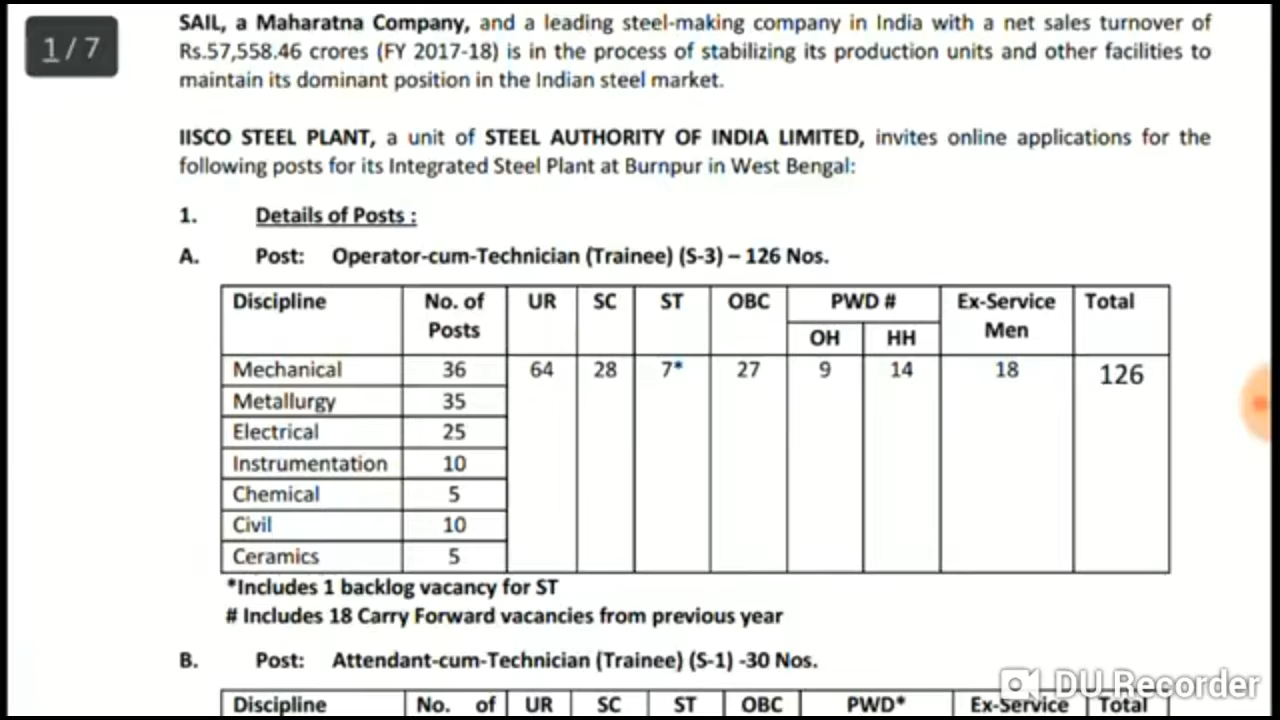 1 / 7
SAIL, a Maharatna Company, and a leading steel-making company in India with a net sales turnover of
Rs.57,558.46 crores (FY 2017-18) is in the process of stabilizing its production units and other facilities to
maintain its dominant position in the Indian steel market.
IISCO STEEL PLANT, a unit of STEEL AUTHORITY OF INDIA LIMITED, invites online applications for the
following posts for its Integrated Steel Plant at Burnpur in West Bengal:
1. Details of Posts :
A. Post: Operator-cum-Technician (Trainee) (S-3) – 126 Nos.
Discipline No. of Posts UR SC ST OBC PWD # Ex-Service Men Total
OH HH
Mechanical 36 64 28 7* 27 9 14 18 126
Metallurgy 35
Electrical 25
Instrumentation 10
Chemical 5
Civil 10
Ceramics 5
*Includes 1 backlog vacancy for ST
# Includes 18 Carry Forward vacancies from previous year
B. Post: Attendant-cum-Technician (Trainee) (S-1) -30 Nos.
Discipline No. of UR SC ST OBC PWD* Ex-Service Total
DU Recorder